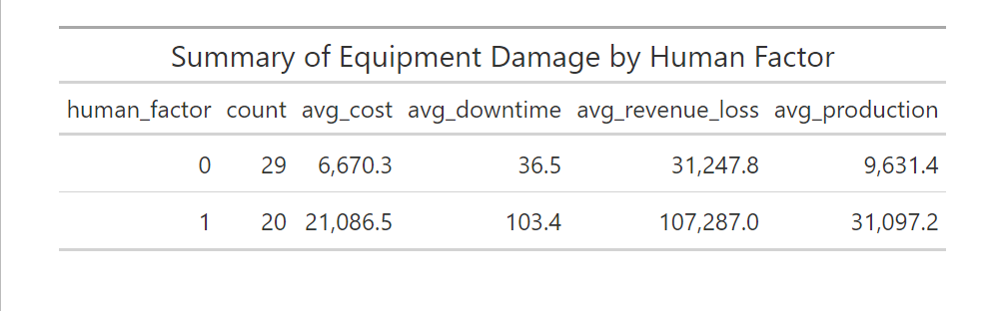 Summary of Equipment Damage by Human Factor
human_factor count avg_cost avg_downtime avg_revenue_loss avg_production
0 29 6,670.3 36.5 31,247.8 9,631.4
1 20 21,086.5 103.4 107,287.0 31,097.2